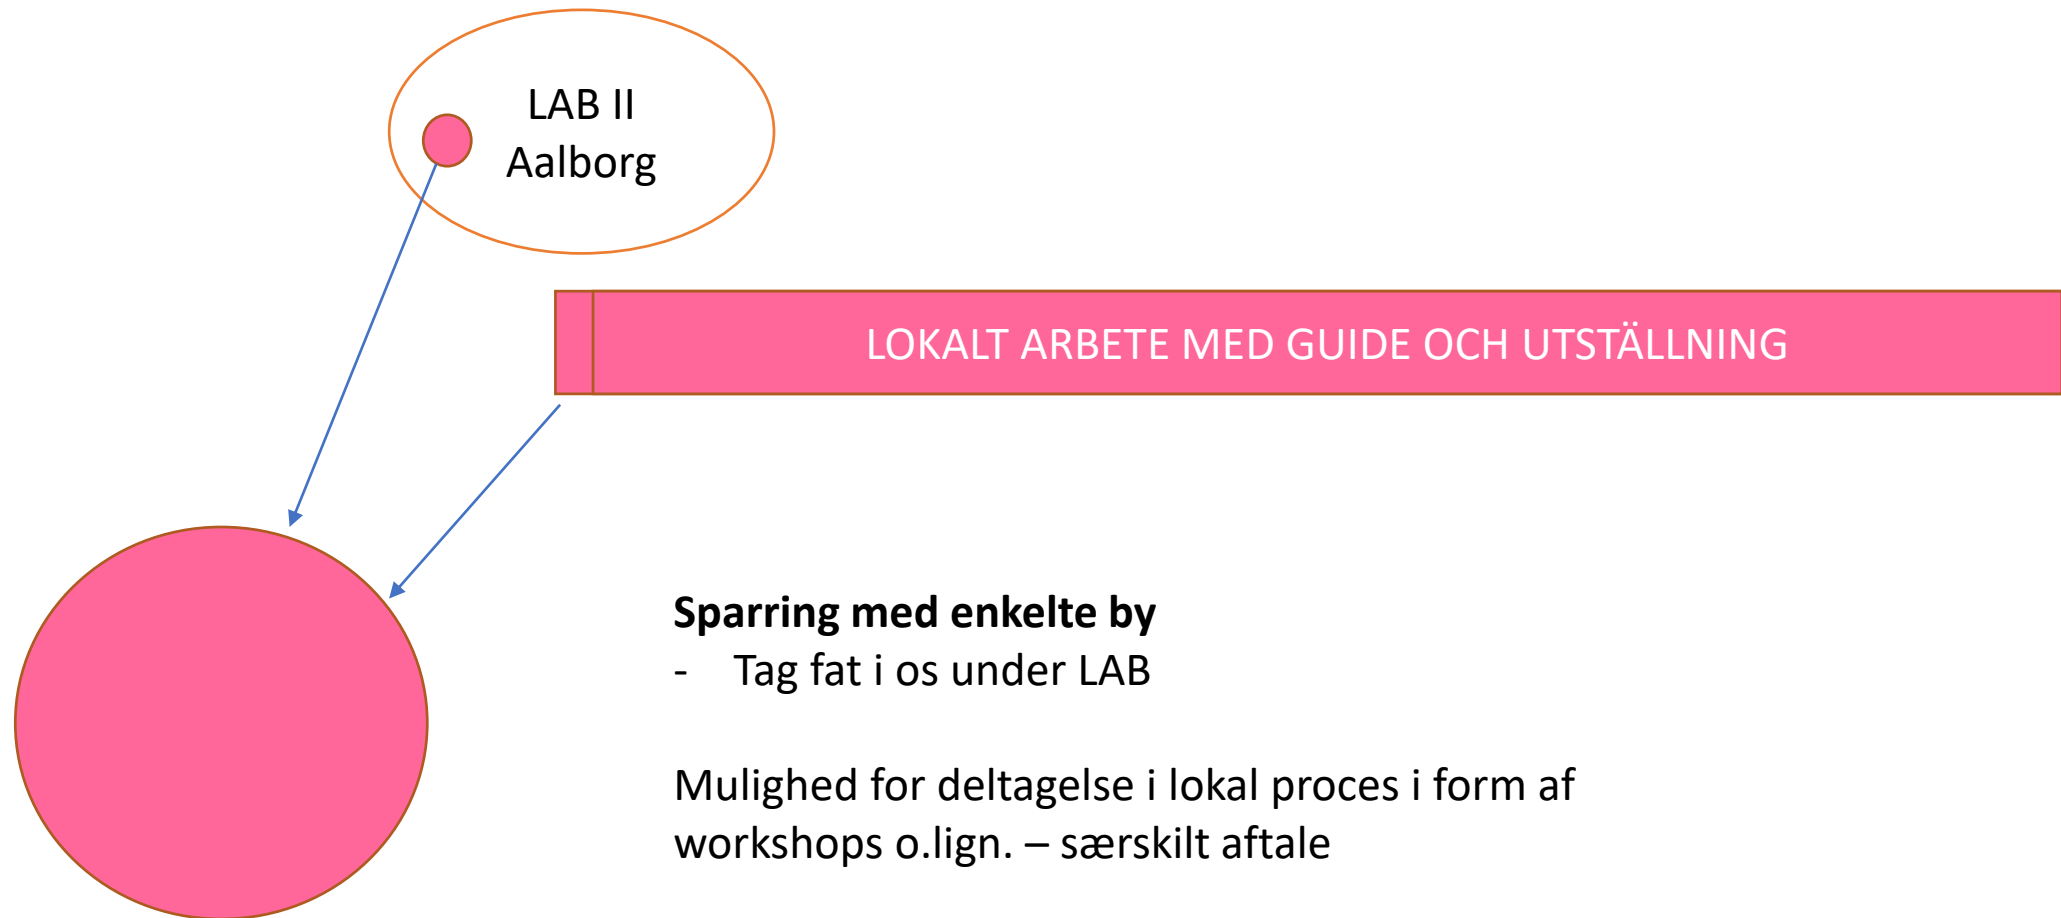 LAB II
Aalborg
LOKALT ARBETE MED GUIDE OCH UTSTÄLLNING
Sparring med enkelte by
- Tag fat i os under LAB
Mulighed for deltagelse i lokal proces i form af
workshops o.lign. – særskilt aftale